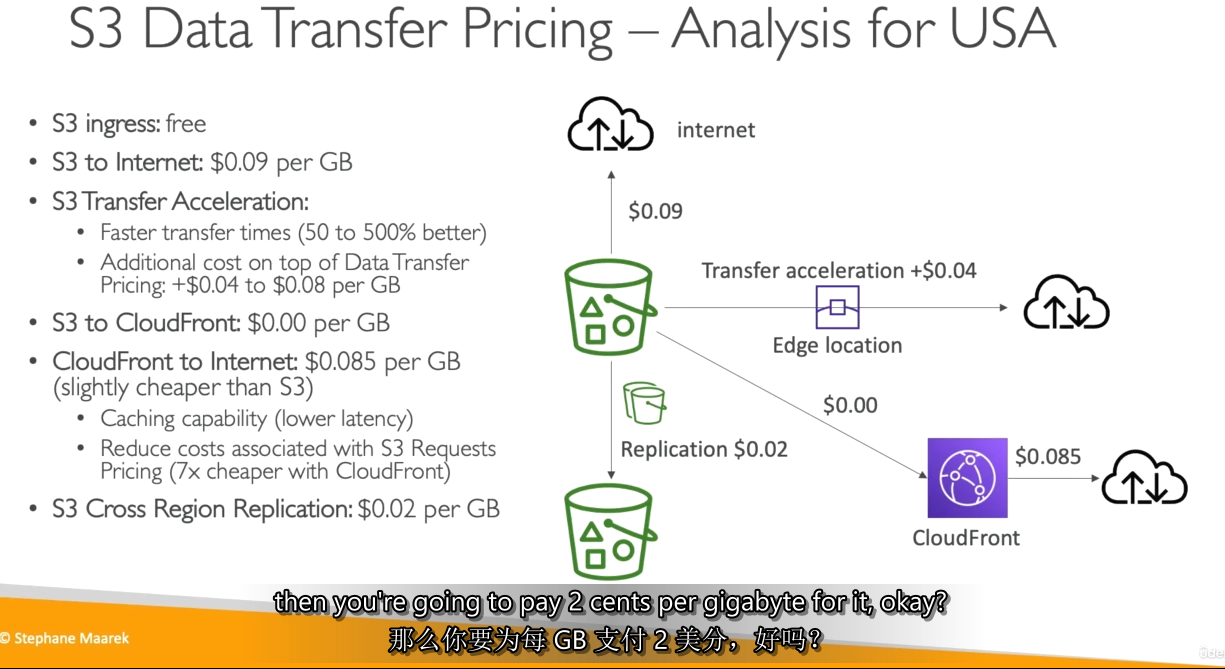 S3 Data Transfer Pricing – Analysis for USA
• S3 ingress: free
• S3 to Internet: $0.09 per GB
• S3 Transfer Acceleration:
• Faster transfer times (50 to 500% better)
• Additional cost on top of Data Transfer
Pricing: +$0.04 to $0.08 per GB
• S3 to CloudFront: $0.00 per GB
• CloudFront to Internet: $0.085 per GB
(slightly cheaper than S3)
• Caching capability (lower latency)
• Reduce costs associated with S3 Requests
Pricing (7x cheaper with CloudFront)
• S3 Cross Region Replication: $0.02 per GB
internet
$0.09
Transfer acceleration +$0.04
Edge location
$0.00
Replication $0.02
$0.085
CloudFront
then you're going to pay 2 cents per gigabyte for it, okay?
那么你要为每 GB 支付 2 美分，好吗？
© Stephane Maarek